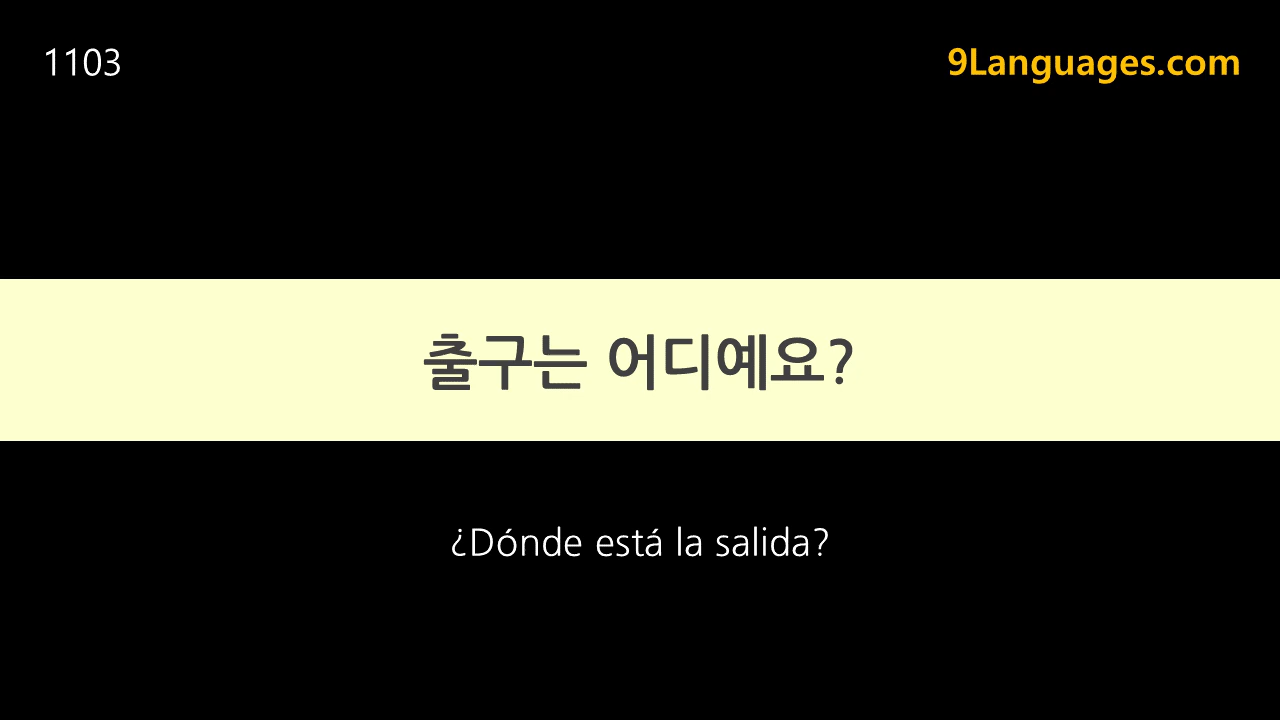 1103
9Languages.com
출구는 어디예요?
¿Dónde está la salida?